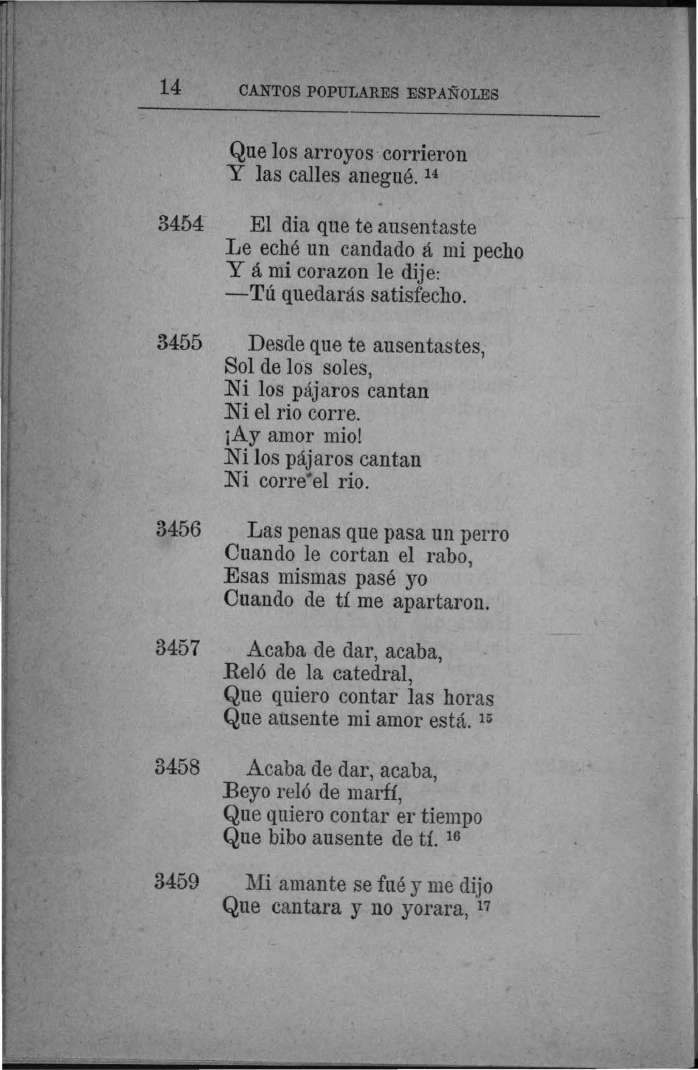 14 CANTOS POPULARES ESPAÑOLES
Que los arroyos corrieron
Y las calles anegué. 14
3454 El dia que te ausentaste
Le eché un candado á mi pecho
Y á mi corazon le dije:
—Tú quedarás satisfecho.
3455 Desde que te ausentastes,
Sol de los soles,
Ni los pájaros cantan
Ni el rio corre.
¡Ay amor mio!
Ni los pájaros cantan
Ni corre el rio.
3456 Las penas que pasa un perro
Cuando le cortan el rabo,
Esas mismas pasé yo
Cuando de tí me apartaron.
3457 Acaba de dar, acaba,
Reló de la catedral,
Que quiero contar las horas
Que ausente mi amor está. 15
3458 Acaba de dar, acaba,
Beyo reló de marfí,
Que quiero contar er tiempo
Que bibo ausente de tí. 16
3459 Mi amante se fué y me dijo
Que cantara y no yorara, 17